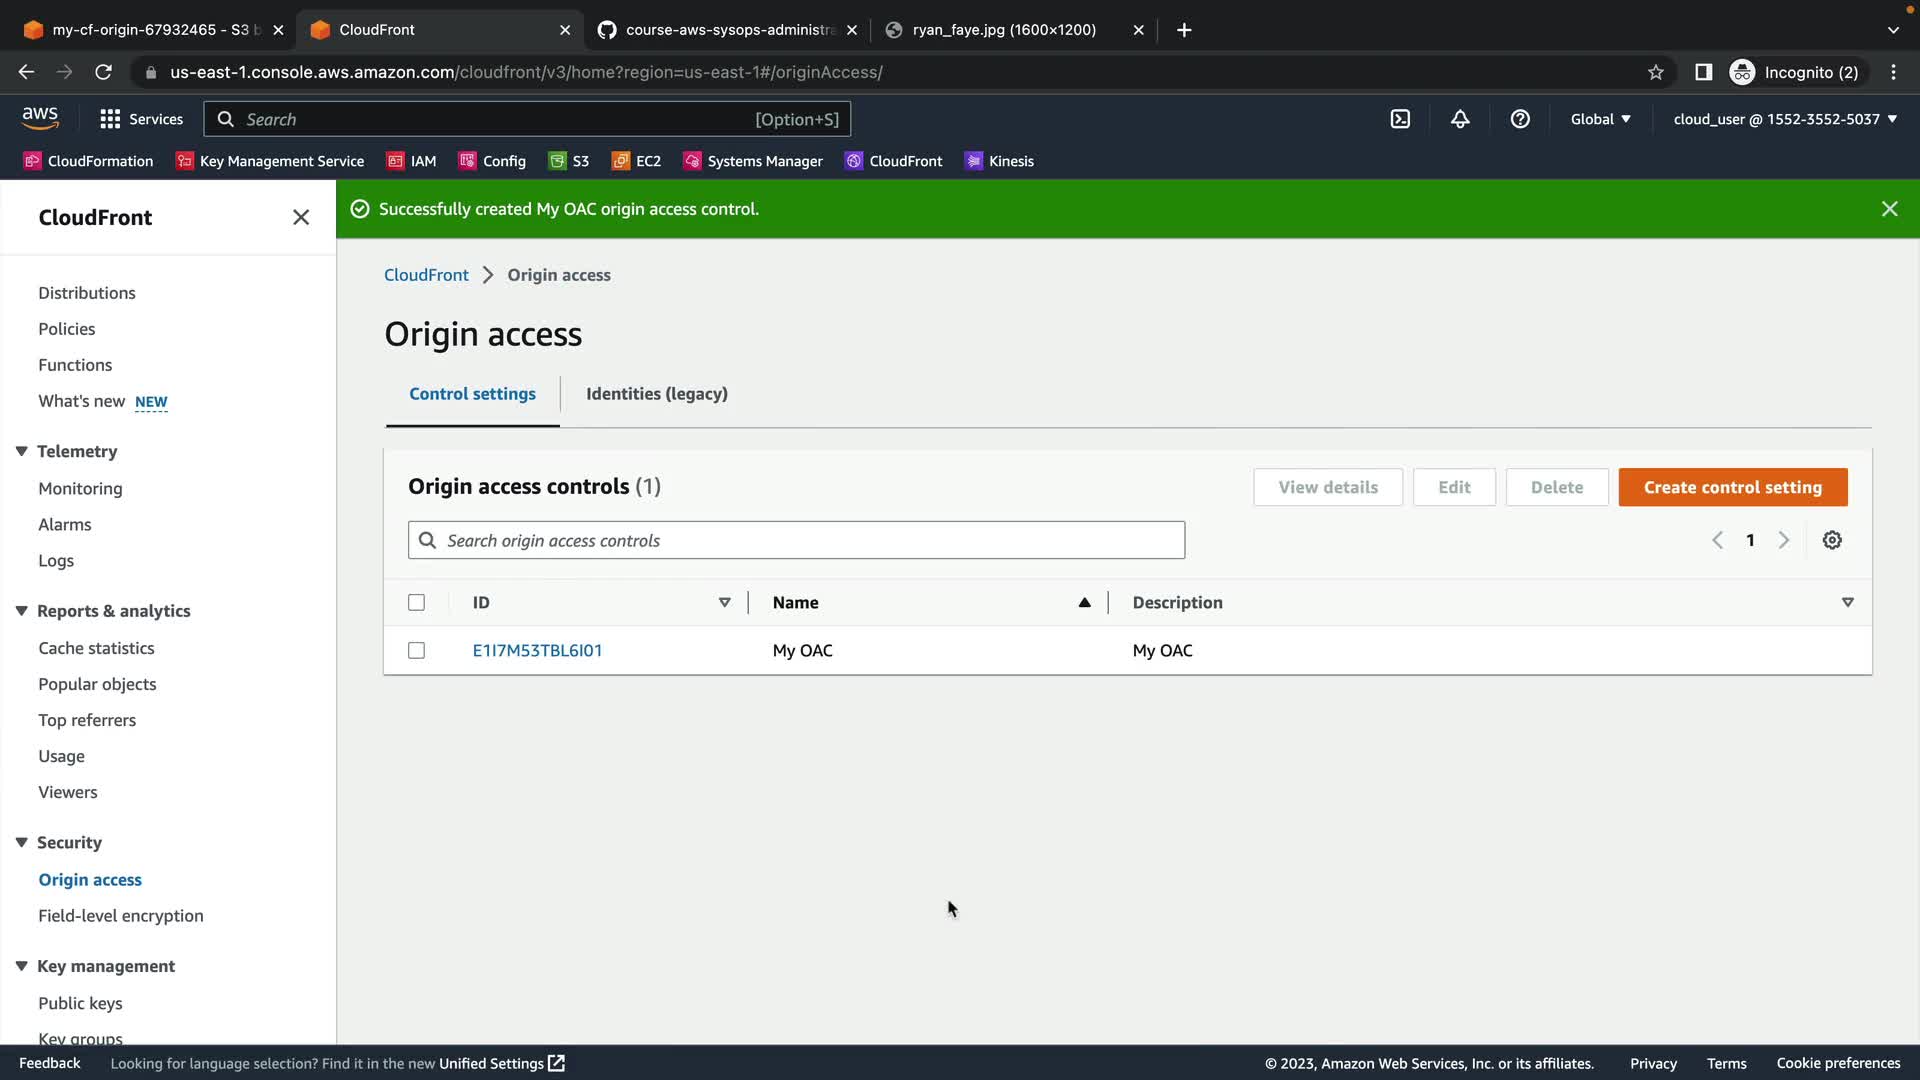 my-cf-origin-67932465 - S3 b
CloudFront
course-aws-sysops-administra
ryan_faye.jpg (1600×1200)
us-east-1.console.aws.amazon.com/cloudfront/v3/home?region=us-east-1#/originAccess/
Incognito (2)
aws
Services
Search
[Option+S]
Global
cloud_user @ 1552-3552-5037
CloudFormation
Key Management Service
IAM
Config
S3
EC2
Systems Manager
CloudFront
Kinesis
CloudFront
Distributions
Policies
Functions
What's new NEW
Telemetry
Monitoring
Alarms
Logs
Reports & analytics
Cache statistics
Popular objects
Top referrers
Usage
Viewers
Security
Origin access
Field-level encryption
Key management
Public keys
Key groups
Successfully created My OAC origin access control.
CloudFront
Origin access
Origin access
Control settings
Identities (legacy)
Origin access controls (1)
View details
Edit
Delete
Create control setting
Search origin access controls
1
ID
Name
Description
E1I7M53TBL6I01
My OAC
My OAC
Feedback
Looking for language selection? Find it in the new Unified Settings
© 2023, Amazon Web Services, Inc. or its affiliates.
Privacy
Terms
Cookie preferences